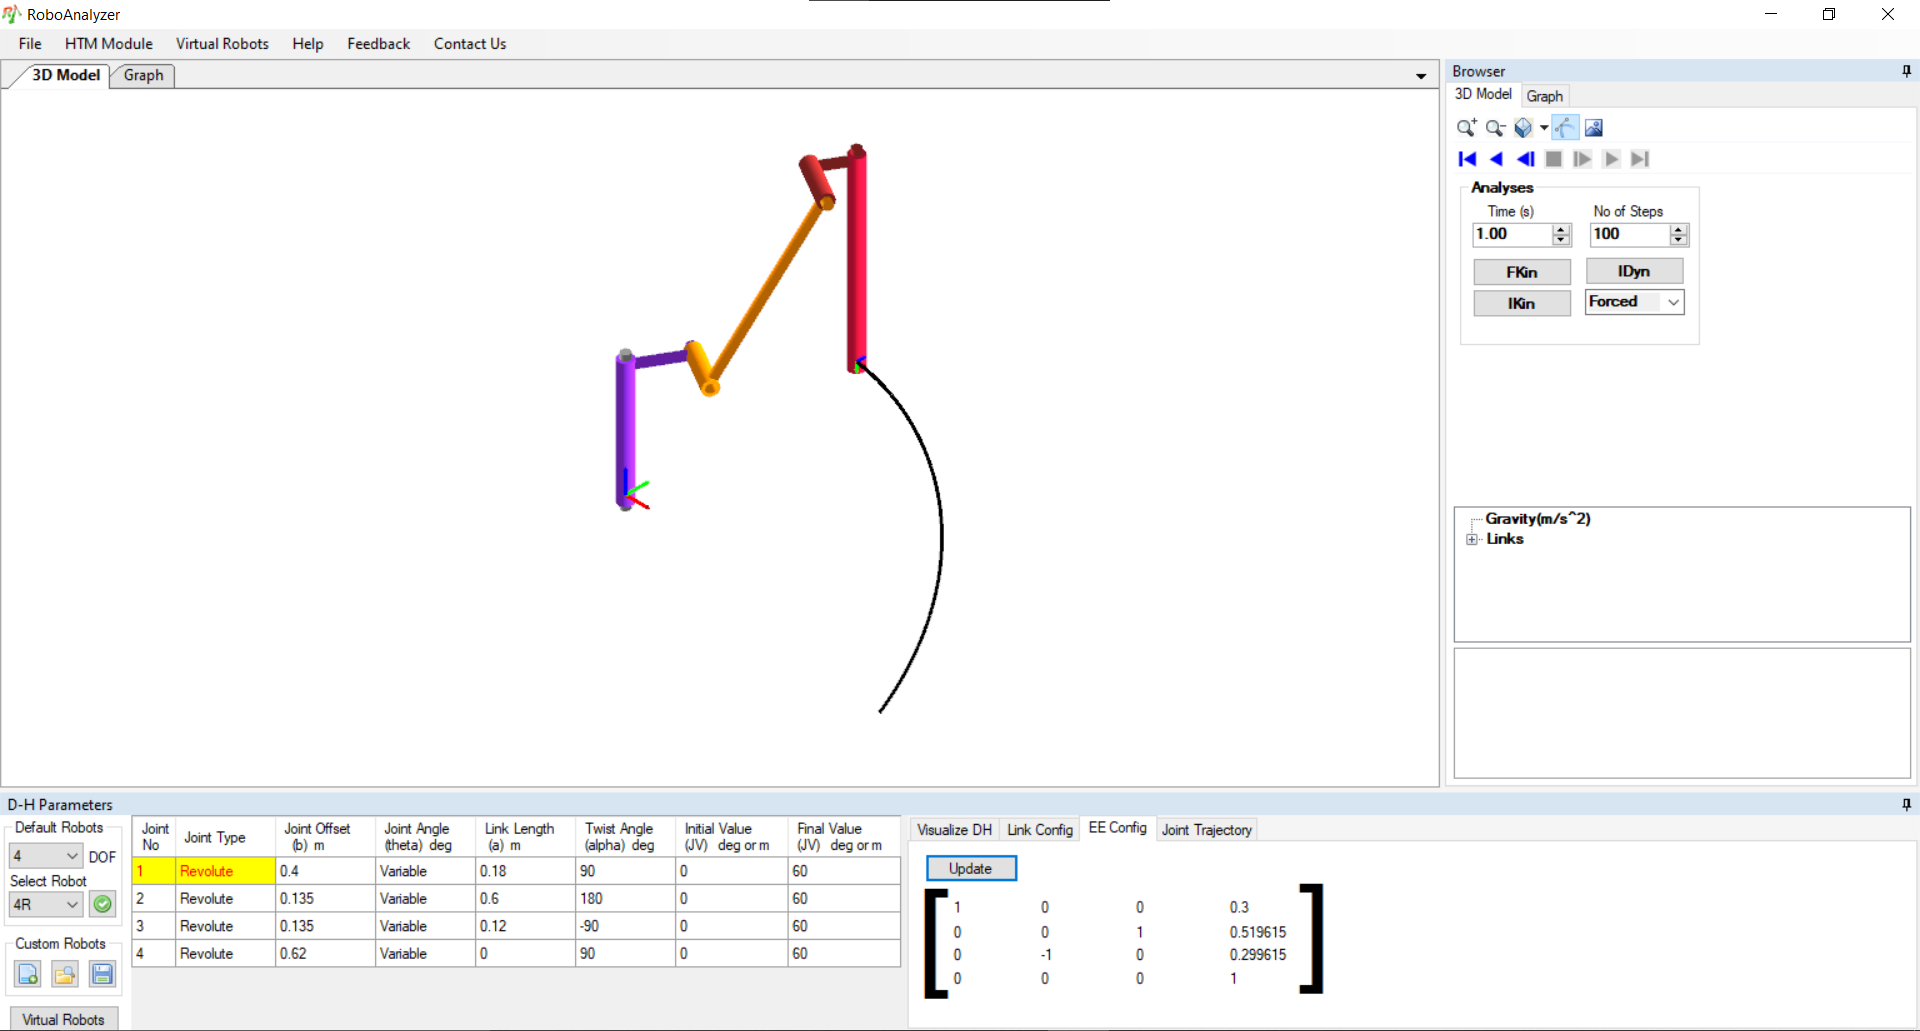 RoboAnalyzer
File HTM Module Virtual Robots Help Feedback Contact Us
3D Model Graph
Browser
3D Model Graph
Analyses
Time (s) No of Steps
1.00 100
FKin IDyn
IKin Forced
Gravity(m/s^2)
Links
D-H Parameters
Default Robots
4 DOF
Select Robot
4R
Custom Robots
Virtual Robots
Joint No Joint Type Joint Offset (b) m Joint Angle (theta) deg Link Length (a) m Twist Angle (alpha) deg Initial Value (JV) deg or m Final Value (JV) deg or m
1 Revolute 0.4 Variable 0.18 90 0 60
2 Revolute 0.135 Variable 0.6 180 0 60
3 Revolute 0.135 Variable 0.12 -90 0 60
4 Revolute 0.62 Variable 0 90 0 60
Visualize DH Link Config EE Config Joint Trajectory
Update
1 0 0 0.3
0 0 1 0.519615
0 -1 0 0.299615
0 0 0 1